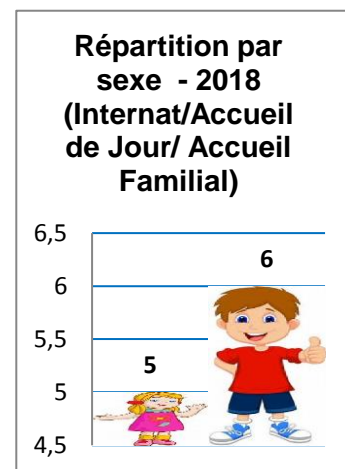 Répartition par
sexe - 2018
(Internat/Accueil
de Jour/ Accueil
Familial)
6,5
6
6
5,5
5
5
4,5